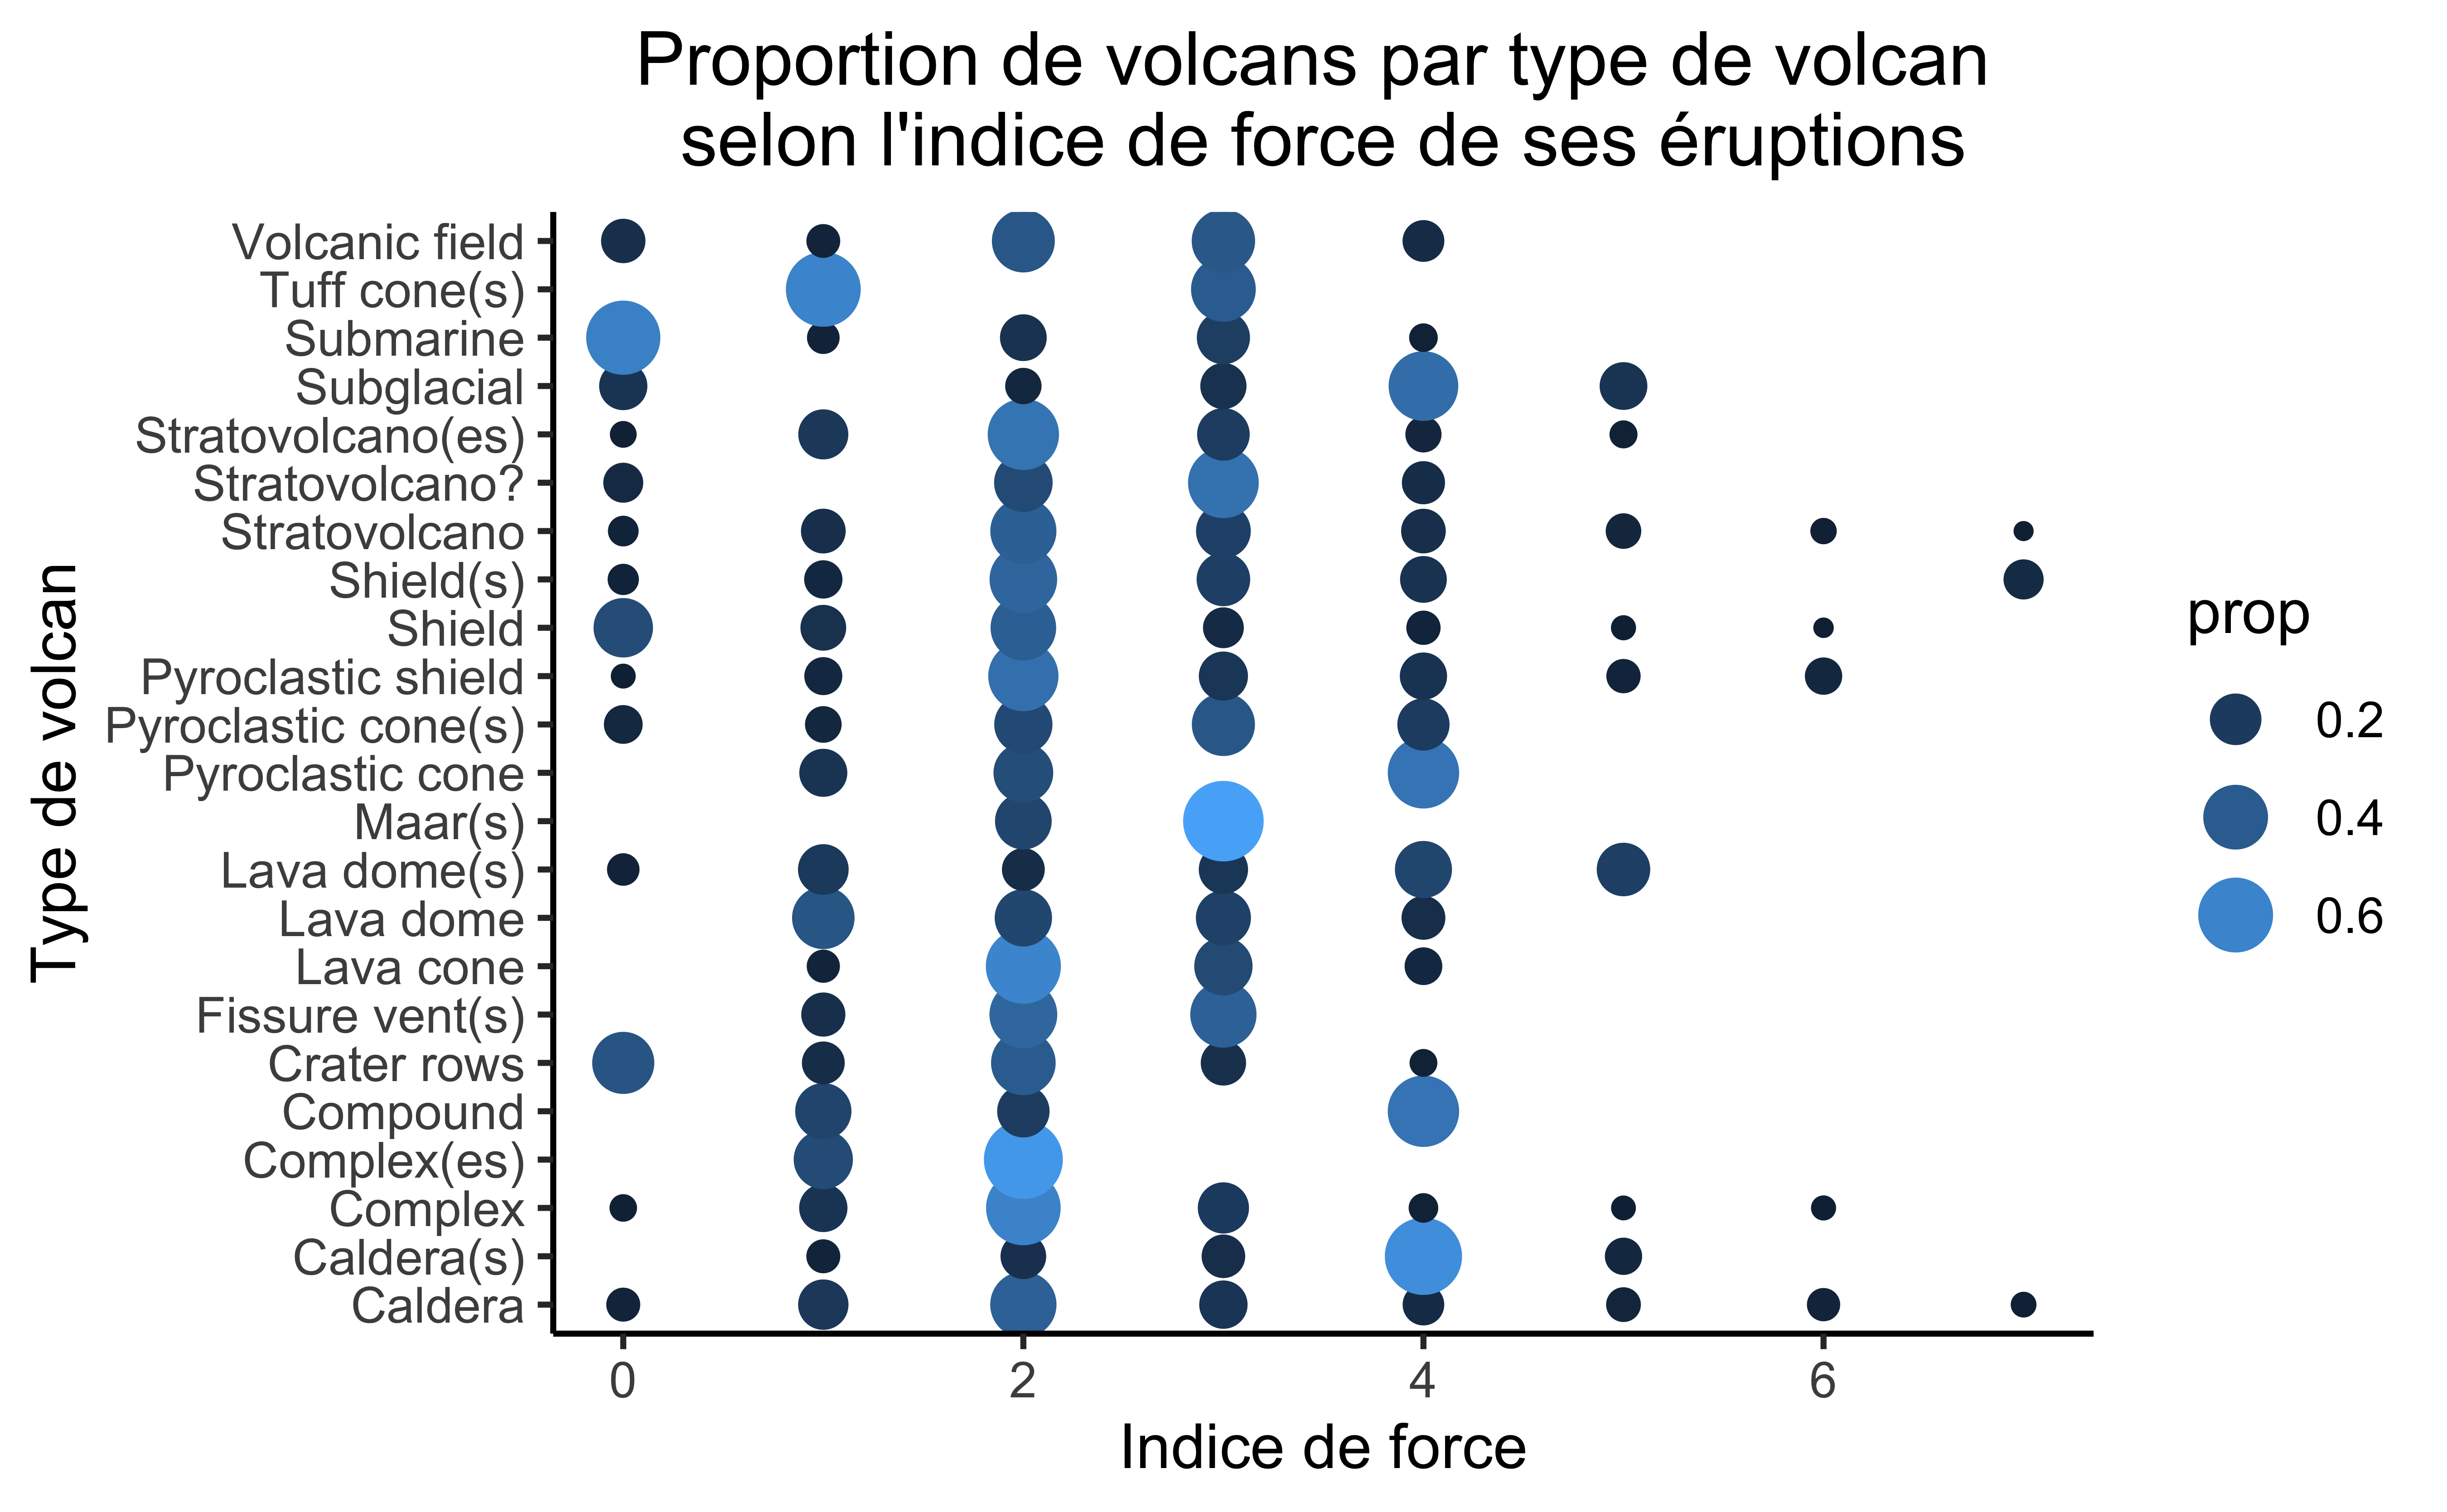 Proportion de volcans par type de volcan
selon l'indice de force de ses éruptions
Type de volcan
Volcanic field
Tuff cone(s)
Submarine
Subglacial
Stratovolcano(es)
Stratovolcano?
Stratovolcano
Shield(s)
Shield
Pyroclastic shield
Pyroclastic cone(s)
Pyroclastic cone
Maar(s)
Lava dome(s)
Lava dome
Lava cone
Fissure vent(s)
Crater rows
Compound
Complex(es)
Complex
Caldera(s)
Caldera
0 2 4 6
Indice de force
prop
0.2
0.4
0.6